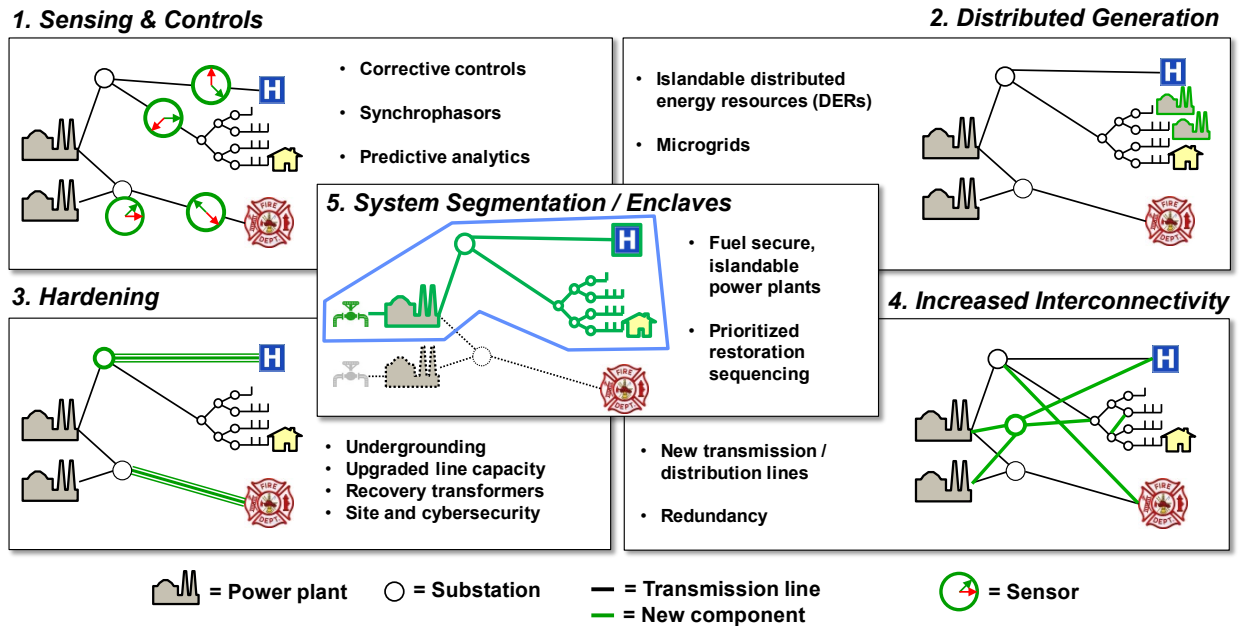 1. Sensing & Controls
• Corrective controls
• Synchrophasors
• Predictive analytics
H
FIRE
DEPT.
2. Distributed Generation
• Islandable distributed
energy resources (DERs)
• Microgrids
H
FIRE
DEPT.
5. System Segmentation / Enclaves
• Fuel secure,
islandable
power plants
• Prioritized
restoration
sequencing
H
FIRE
DEPT.
3. Hardening
• Undergrounding
• Upgraded line capacity
• Recovery transformers
• Site and cybersecurity
H
FIRE
DEPT.
4. Increased Interconnectivity
• New transmission /
distribution lines
• Redundancy
H
FIRE
DEPT.
= Power plant
= Substation
= Transmission line
= New component
= Sensor